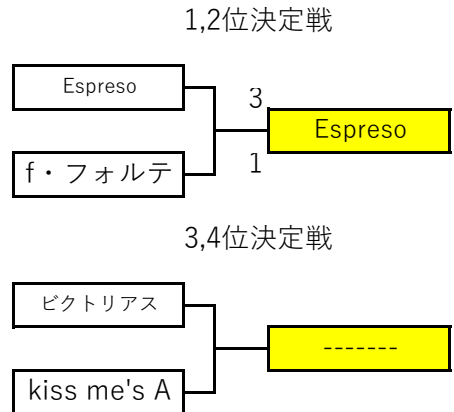 1,2位決定戦
Espreso
3
Espreso
1
f・フォルテ
3,4位決定戦
ビクトリアス
-------
kiss me's A